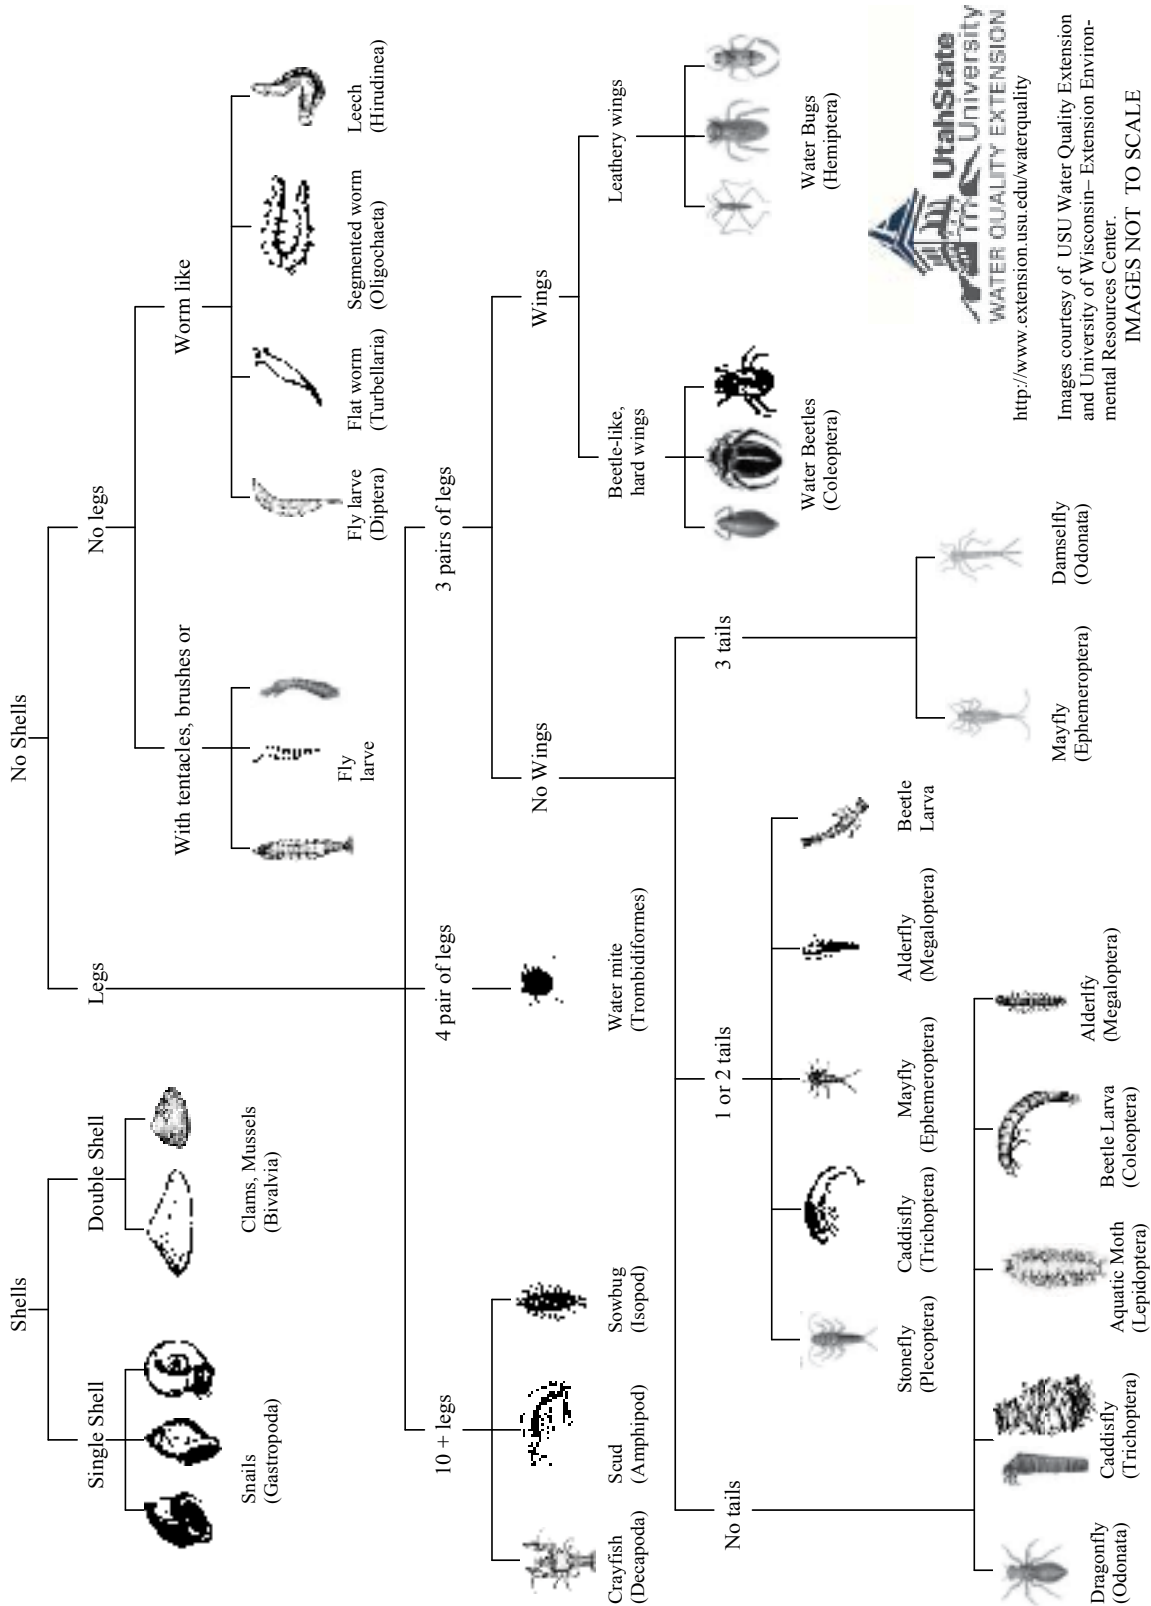 Shells
No Shells
Single Shell
Double Shell
Legs
No legs
Snails
(Gastropoda)
Clams, Mussels
(Bivalvia)
With tentacles, brushes or
Worm like
Fly
larve
Fly larve
(Diptera)
Flat worm
(Turbellaria)
Segmented worm
(Oligochaeta)
Leech
(Hirudinea)
10 + legs
4 pair of legs
3 pairs of legs
Crayfish
(Decapoda)
Scud
(Amphipod)
Sowbug
(Isopod)
Water mite
(Trombidiformes)
No Wings
Wings
Beetle-like,
hard wings
Leathery wings
Water Beetles
(Coleoptera)
Water Bugs
(Hemiptera)
No tails
1 or 2 tails
3 tails
Stonefly
(Plecoptera)
Caddisfly
(Trichoptera)
Mayfly
(Ephemeroptera)
Alderfly
(Megaloptera)
Beetle
Larva
Mayfly
(Ephemeroptera)
Damselfly
(Odonata)
Dragonfly
(Odonata)
Caddisfly
(Trichoptera)
Aquatic Moth
(Lepidoptera)
Beetle Larva
(Coleoptera)
Alderlfy
(Megaloptera)
UtahState
University
WATER QUALITY EXTENSION
http://www.extension.usu.edu/waterquality
Images courtesy of USU Water Quality Extension
and University of Wisconsin– Extension Environ-
mental Resources Center.
IMAGES NOT TO SCALE